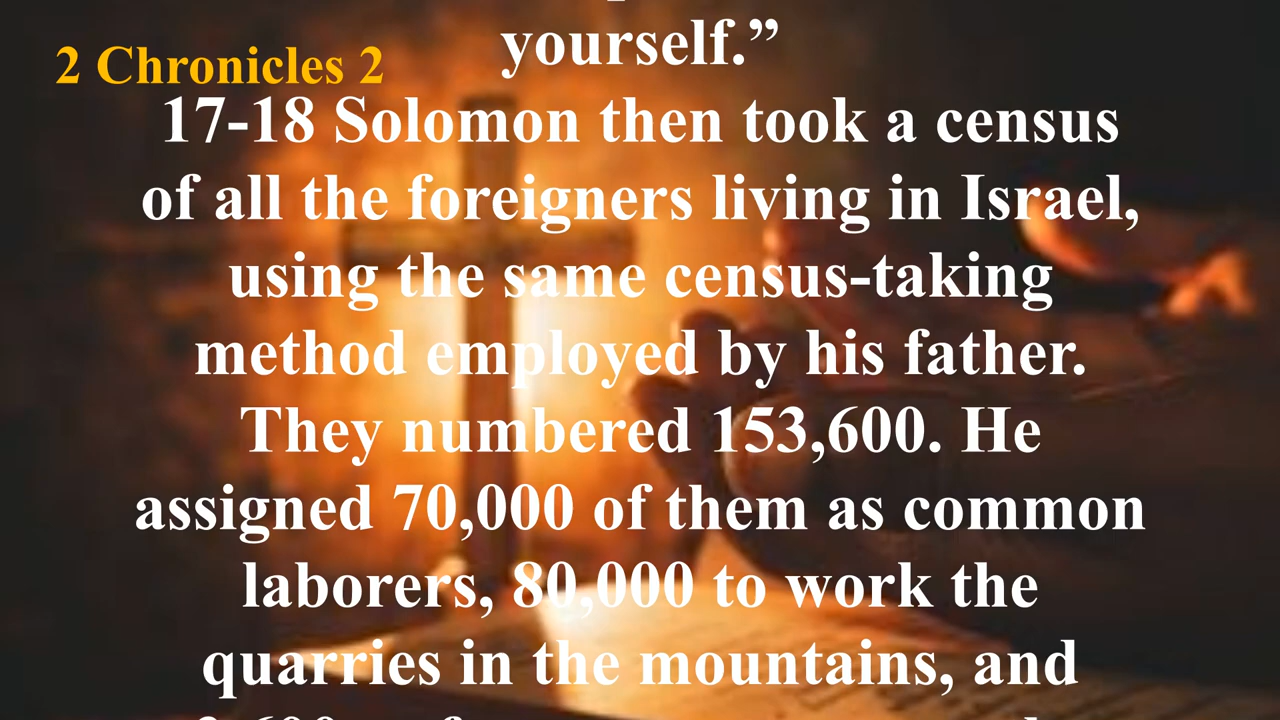 yourself.”
2 Chronicles 2
17-18 Solomon then took a census
of all the foreigners living in Israel,
using the same census-taking
method employed by his father.
They numbered 153,600. He
assigned 70,000 of them as common
laborers, 80,000 to work the
quarries in the mountains, and